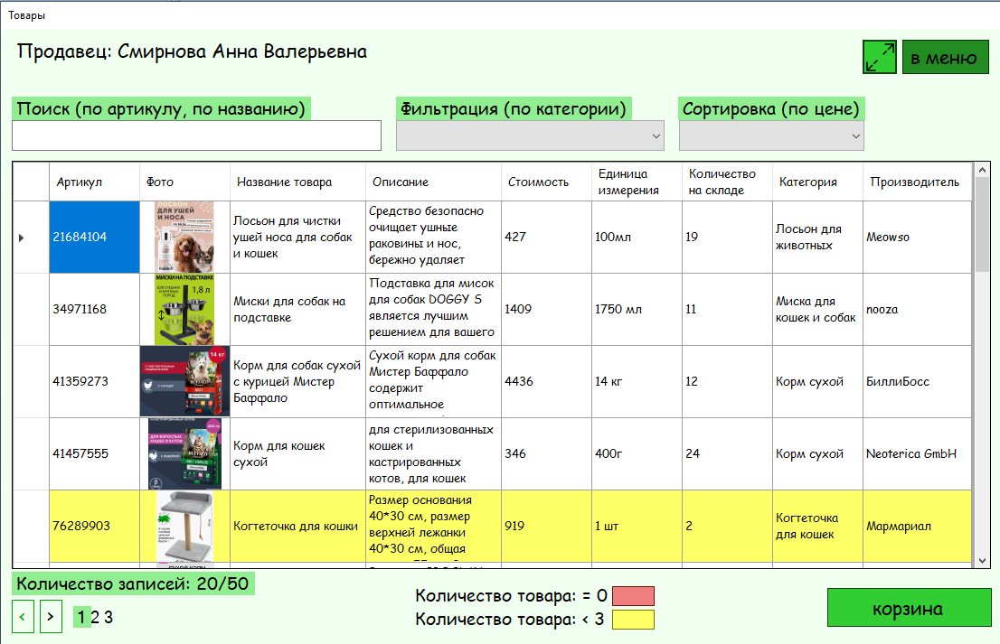 Товары
Продавец: Смирнова Анна Валерьевна
в меню
Поиск (по артикулу, по названию)
Фильтрация (по категории)
Сортировка (по цене)
Артикул
Фото
Название товара
Описание
Стоимость
Единица
измерения
Количество
на складе
Категория
Производитель
21684104
ЛОСЬОН
ДЛЯ УШЕЙ
И НОСА
Лосьон для чистки
ушей носа для собак
и кошек
Средство безопасно
очищает ушные
раковины и нос,
бережно удаляет
427
100мл
19
Лосьон для
животных
Meowso
34971168
МИСКИ НА ПОДСТАВКЕ
1,8 л
Миски для собак на
подставке
Подставка для мисок
для собак DOGGY S
является лучшим
решением для вашего
1409
1750 мл
11
Миска для
кошек и собак
nooza
41359273
14 кг
Корм для собак сухой
с курицей Мистер
Баффало
Сухой корм для собак
Мистер Баффало
содержит
оптимальное
4436
14 кг
12
Корм сухой
БиллиБосс
41457555
ДЛЯ ВЗРОСЛЫХ
КОШЕК И КОТОВ
Корм для кошек
сухой
для стерилизованных
кошек и
кастрированных
котов, для кошек
346
400г
24
Корм сухой
Neoterica GmbH
76289903
Когтеточка для кошки
Размер основания
40*30 см, размер
верхней лежанки
40*30 см, общая
919
1 шт
2
Когтеточка
для кошек
Мармариал
Количество записей: 20/50
< > 1 2 3
Количество товара: = 0
Количество товара: < 3
корзина